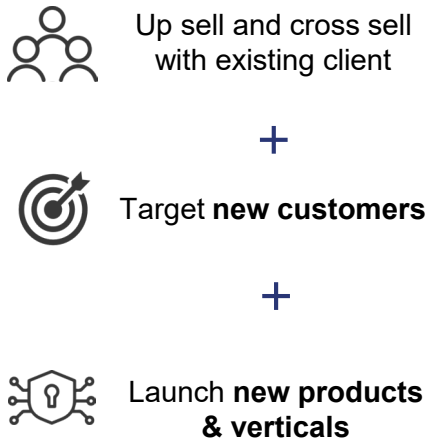 Up sell and cross sell
with existing client
+
Target new customers
+
Launch new products
& verticals